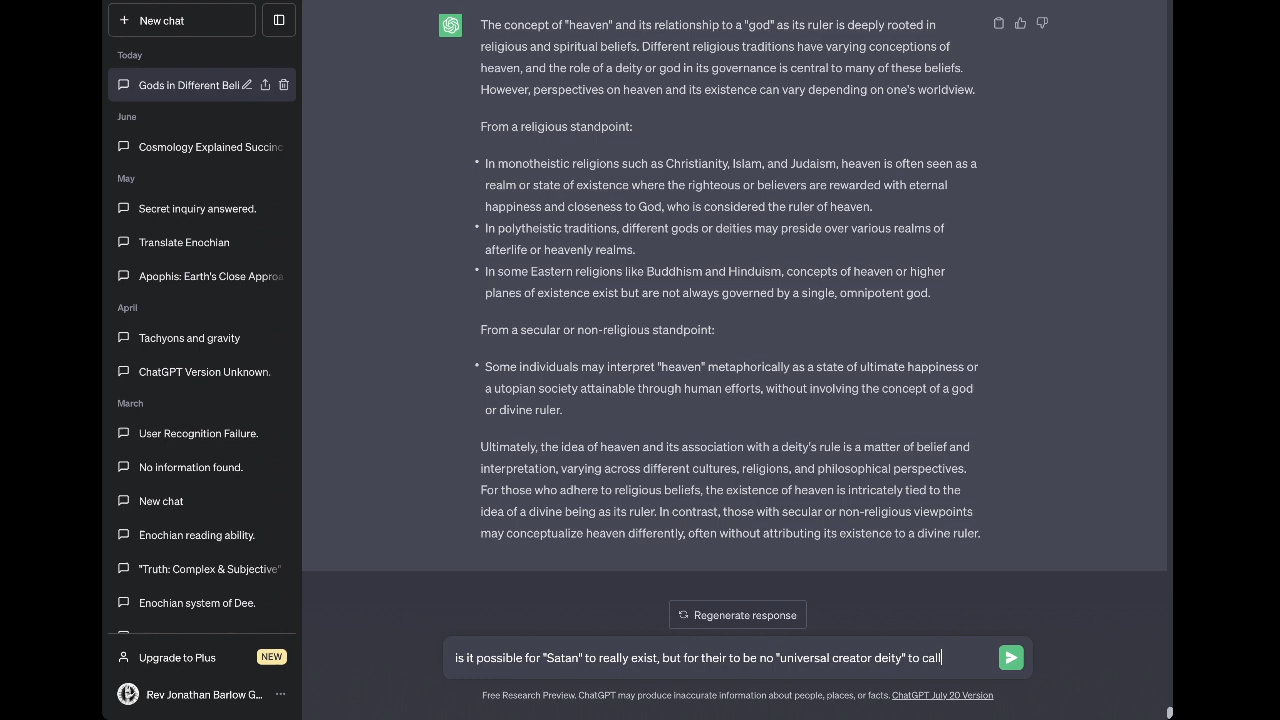 New chat
Today
Gods in Different Beli
June
Cosmology Explained Succinc
May
Secret inquiry answered.
Translate Enochian
Apophis: Earth's Close Approa
April
Tachyons and gravity
ChatGPT Version Unknown.
March
User Recognition Failure.
No information found.
New chat
Enochian reading ability.
"Truth: Complex & Subjective"
Enochian system of Dee.
Upgrade to Plus NEW
Rev Jonathan Barlow G...
The concept of "heaven" and its relationship to a "god" as its ruler is deeply rooted in
religious and spiritual beliefs. Different religious traditions have varying conceptions of
heaven, and the role of a deity or god in its governance is central to many of these beliefs.
However, perspectives on heaven and its existence can vary depending on one's worldview.
From a religious standpoint:
• In monotheistic religions such as Christianity, Islam, and Judaism, heaven is often seen as a
realm or state of existence where the righteous or believers are rewarded with eternal
happiness and closeness to God, who is considered the ruler of heaven.
• In polytheistic traditions, different gods or deities may preside over various realms of
afterlife or heavenly realms.
• In some Eastern religions like Buddhism and Hinduism, concepts of heaven or higher
planes of existence exist but are not always governed by a single, omnipotent god.
From a secular or non-religious standpoint:
• Some individuals may interpret "heaven" metaphorically as a state of ultimate happiness or
a utopian society attainable through human efforts, without involving the concept of a god
or divine ruler.
Ultimately, the idea of heaven and its association with a deity's rule is a matter of belief and
interpretation, varying across different cultures, religions, and philosophical perspectives.
For those who adhere to religious beliefs, the existence of heaven is intricately tied to the
idea of a divine being as its ruler. In contrast, those with secular or non-religious viewpoints
may conceptualize heaven differently, often without attributing its existence to a divine ruler.
Regenerate response
is it possible for "Satan" to really exist, but for their to be no "universal creator deity" to call
Free Research Preview. ChatGPT may produce inaccurate information about people, places, or facts. ChatGPT July 20 Version